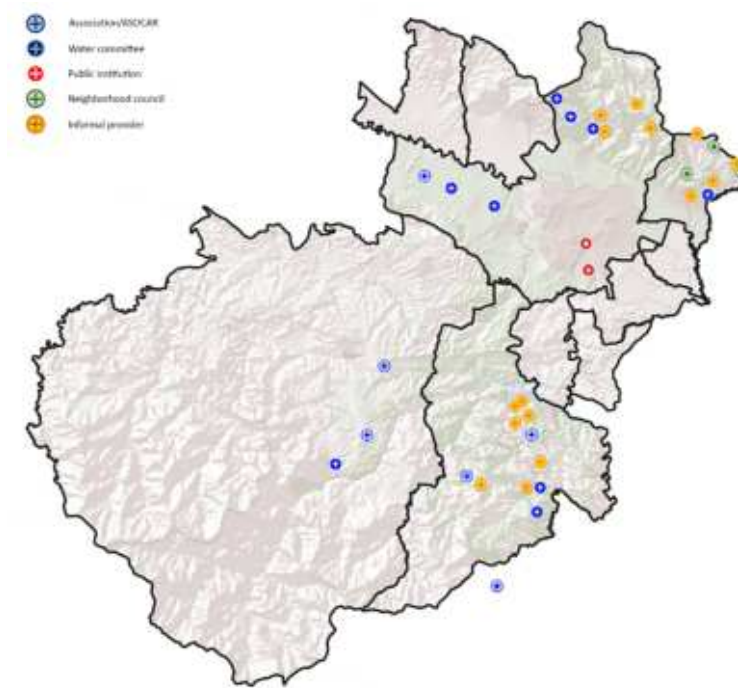 Association/ASOCAR
Water committee
Public institution
Neighborhood council
Informal provider